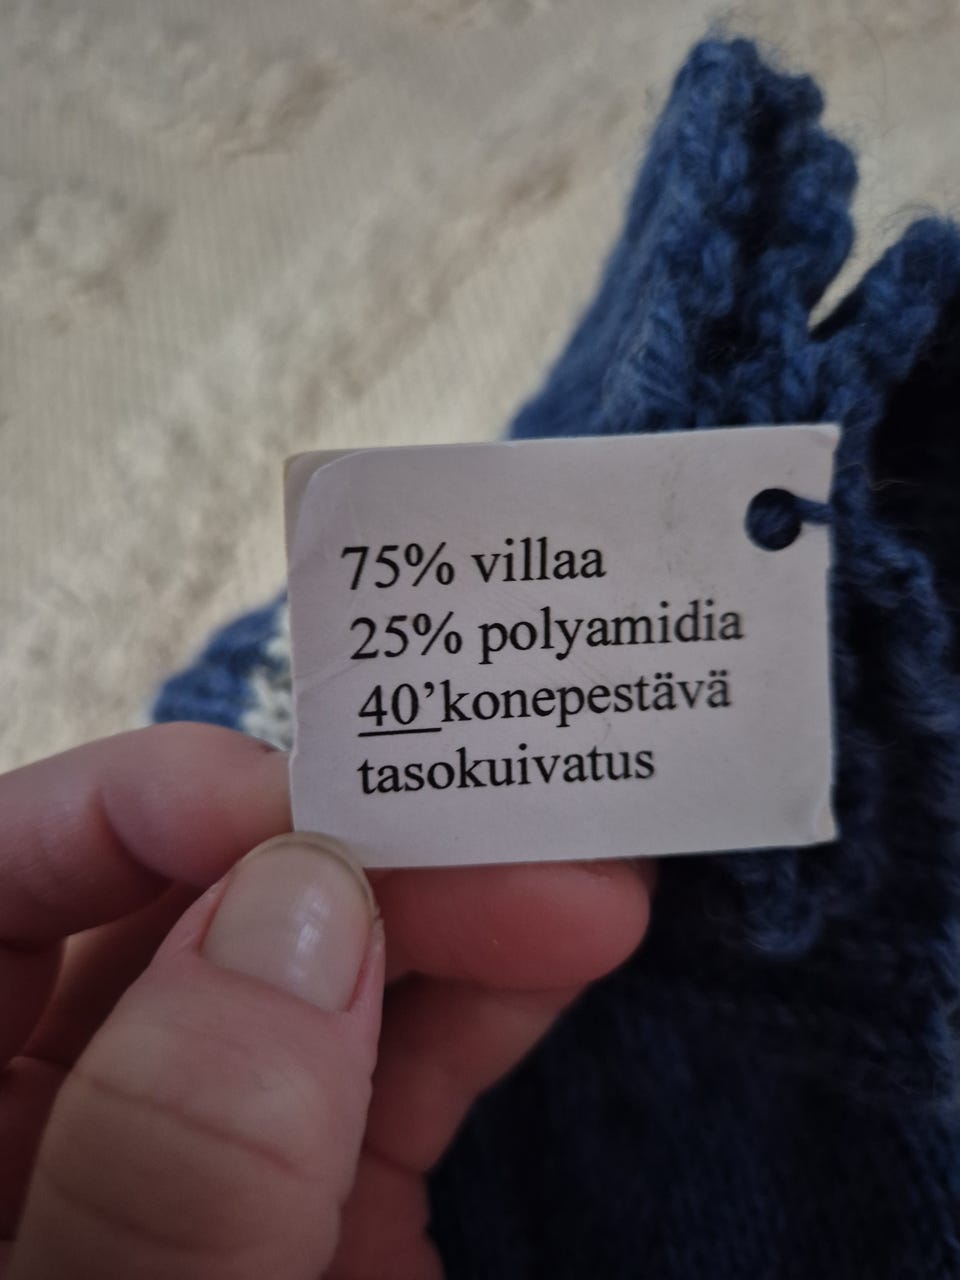 75% villaa
25% polyamidia
40’konepestävä
tasokuivatus